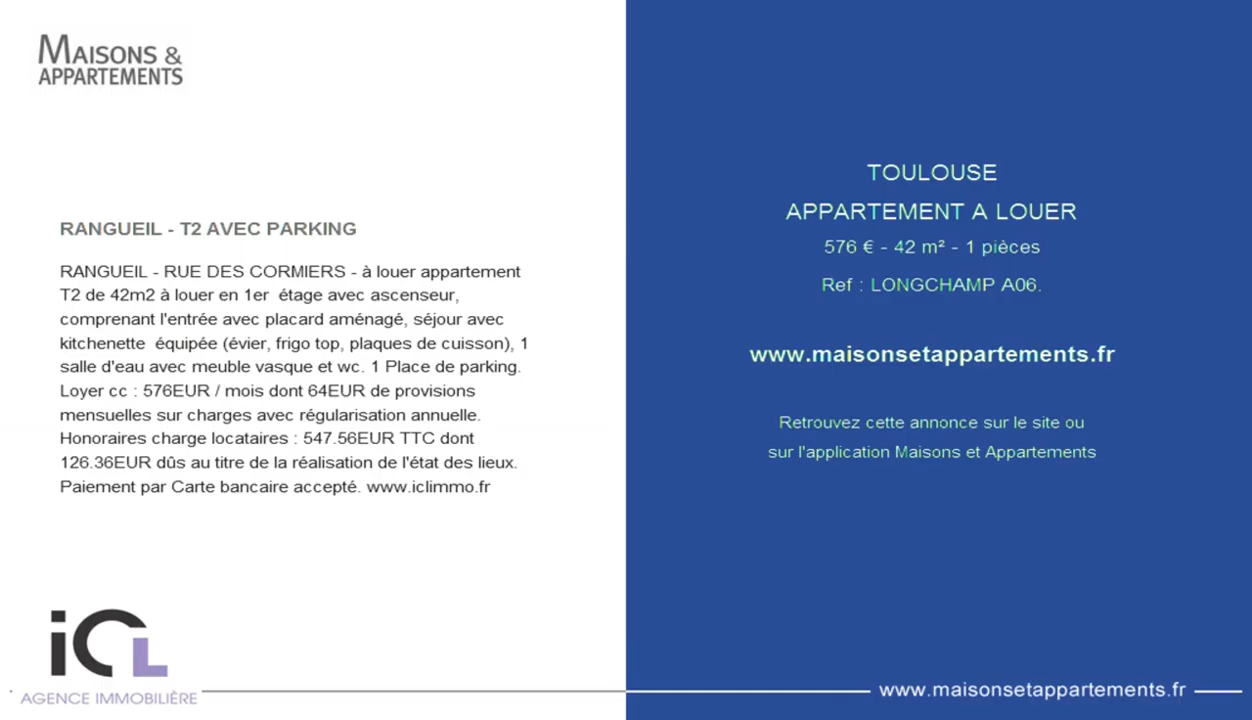 MAISONS &
APPARTEMENTS
RANGUEIL - T2 AVEC PARKING
RANGUEIL - RUE DES CORMIERS - à louer appartement
T2 de 42m2 à louer en 1er  étage avec ascenseur,
comprenant l'entrée avec placard aménagé, séjour avec
kitchenette  équipée (évier, frigo top, plaques de cuisson), 1
salle d'eau avec meuble vasque et wc. 1 Place de parking.
Loyer cc : 576EUR / mois dont 64EUR de provisions
mensuelles sur charges avec régularisation annuelle.
Honoraires charge locataires : 547.56EUR TTC dont
126.36EUR dûs au titre de la réalisation de l'état des lieux.
Paiement par Carte bancaire accepté. www.iclimmo.fr
iCL
AGENCE IMMOBILIÈRE
TOULOUSE
APPARTEMENT A LOUER
576 € - 42 m² - 1 pièces
Ref : LONGCHAMP A06.
www.maisonsetappartements.fr
Retrouvez cette annonce sur le site ou
sur l'application Maisons et Appartements
www.maisonsetappartements.fr